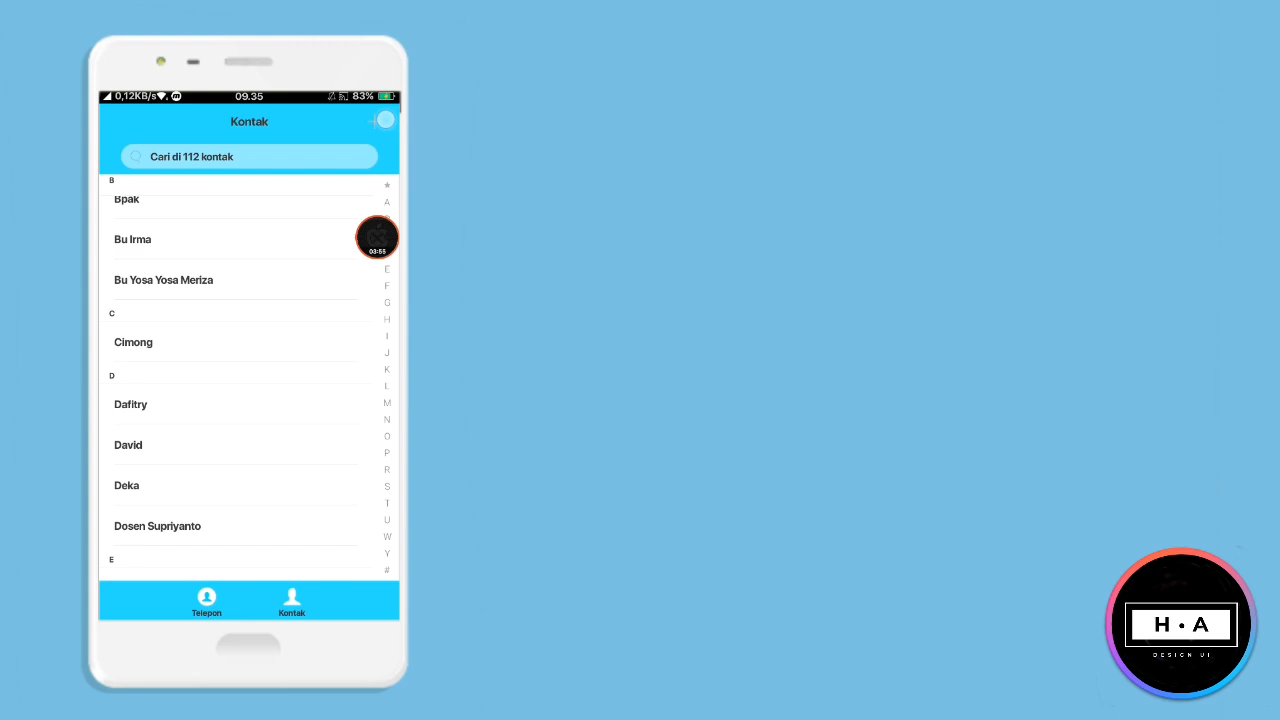 0,12KB/s 09.35 83%
Kontak
Cari di 112 kontak
B
Bpak
Bu Irma
Bu Yosa Yosa Meriza
C
Cimong
D
Dafitry
David
Deka
Dosen Supriyanto
E
★
A
E
F
G
H
I
J
K
L
M
N
O
P
R
S
T
U
W
Y
#
03:55
Telepon Kontak
H • A
DESIGN UI